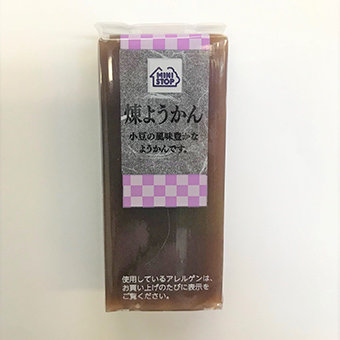 MINI
STOP
煉ようかん
小豆の風味豊かな
ようかんです。
使用しているアレルゲンは、
お買い上げのたびに表示を
ご覧ください。